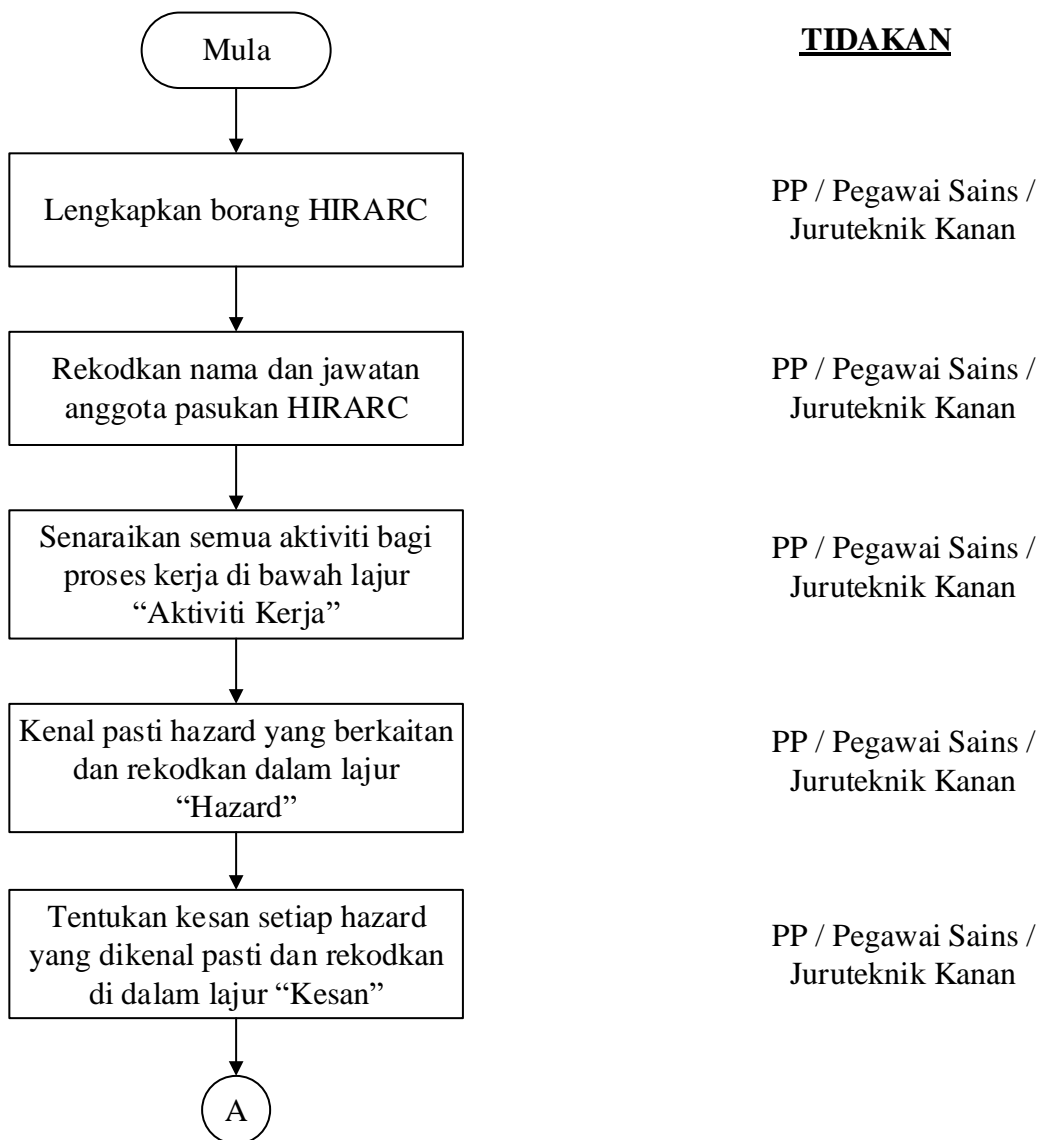 Mula
TIDAKAN
Lengkapkan borang HIRARC
PP / Pegawai Sains /
Juruteknik Kanan
Rekodkan nama dan jawatan
anggota pasukan HIRARC
PP / Pegawai Sains /
Juruteknik Kanan
Senaraikan semua aktiviti bagi
proses kerja di bawah lajur
“Aktiviti Kerja”
PP / Pegawai Sains /
Juruteknik Kanan
Kenal pasti hazard yang berkaitan
dan rekodkan dalam lajur
“Hazard”
PP / Pegawai Sains /
Juruteknik Kanan
Tentukan kesan setiap hazard
yang dikenal pasti dan rekodkan
di dalam lajur “Kesan”
PP / Pegawai Sains /
Juruteknik Kanan
A